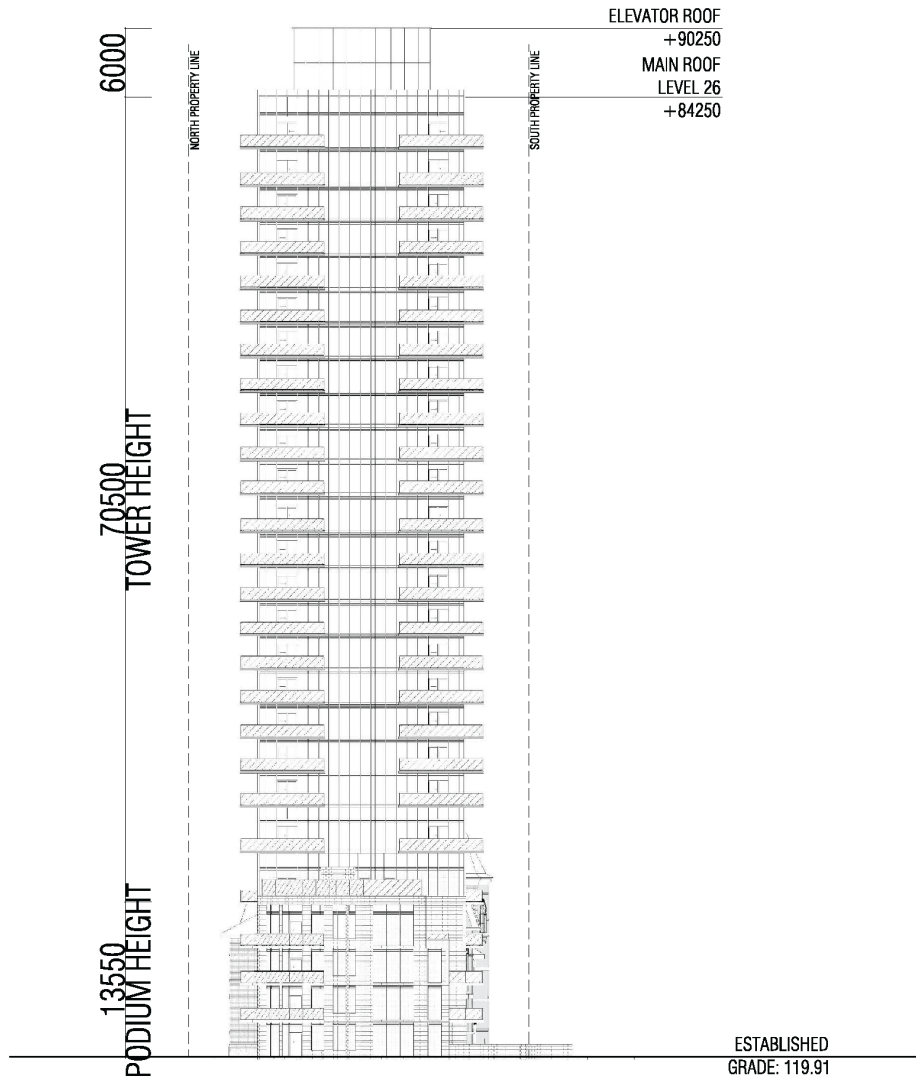 ELEVATOR ROOF
+90250
MAIN ROOF
LEVEL 26
+84250
6000
NORTH PROPERTY LINE
SOUTH PROPERTY LINE
70500
TOWER HEIGHT
13550
PODIUM HEIGHT
ESTABLISHED
GRADE: 119.91